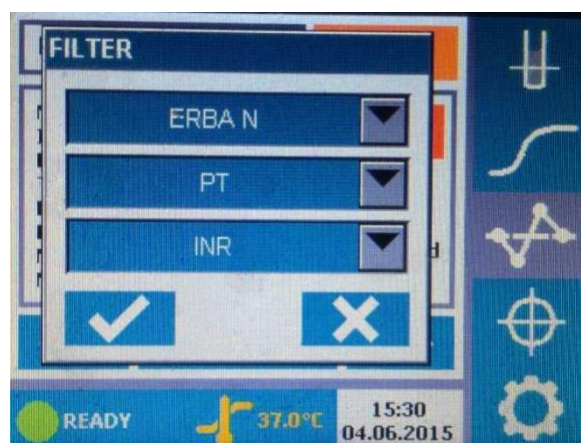 FILTER
ERBA N
PT
INR
READY
37.0°C
15:30
04.06.2015